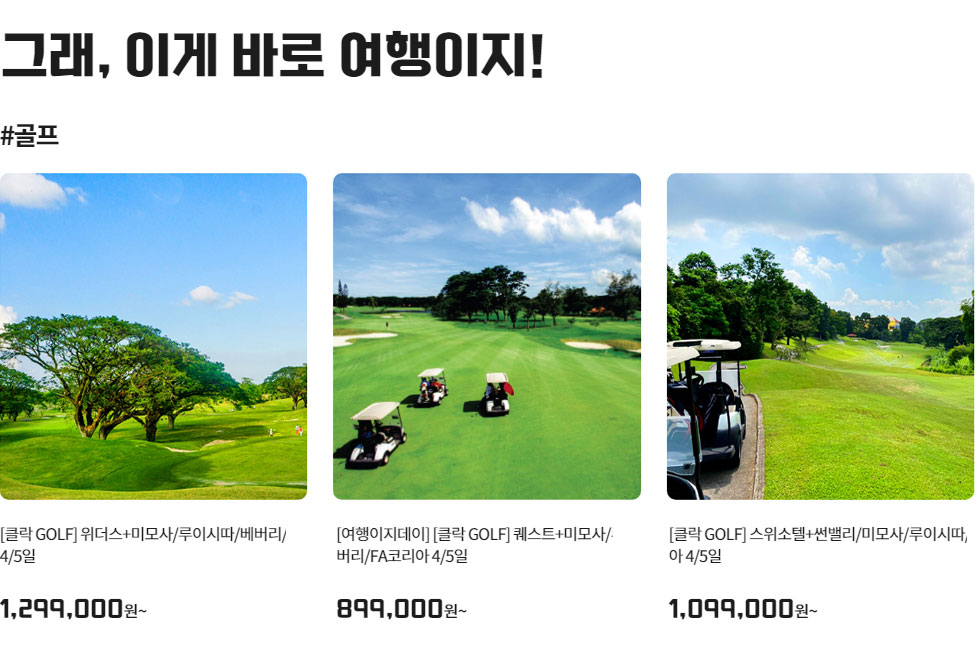 그래, 이게 바로 여행이지!
#골프
[클락 GOLF] 위더스+미모사/루이시따/베버리/
4/5일
1,299,000원~
[여행이지데이] [클락 GOLF] 퀘스트+미모사/
버리/FA코리아 4/5일
899,000원~
[클락 GOLF] 스위소텔+썬밸리/미모사/루이시따/
아 4/5일
1,099,000원~